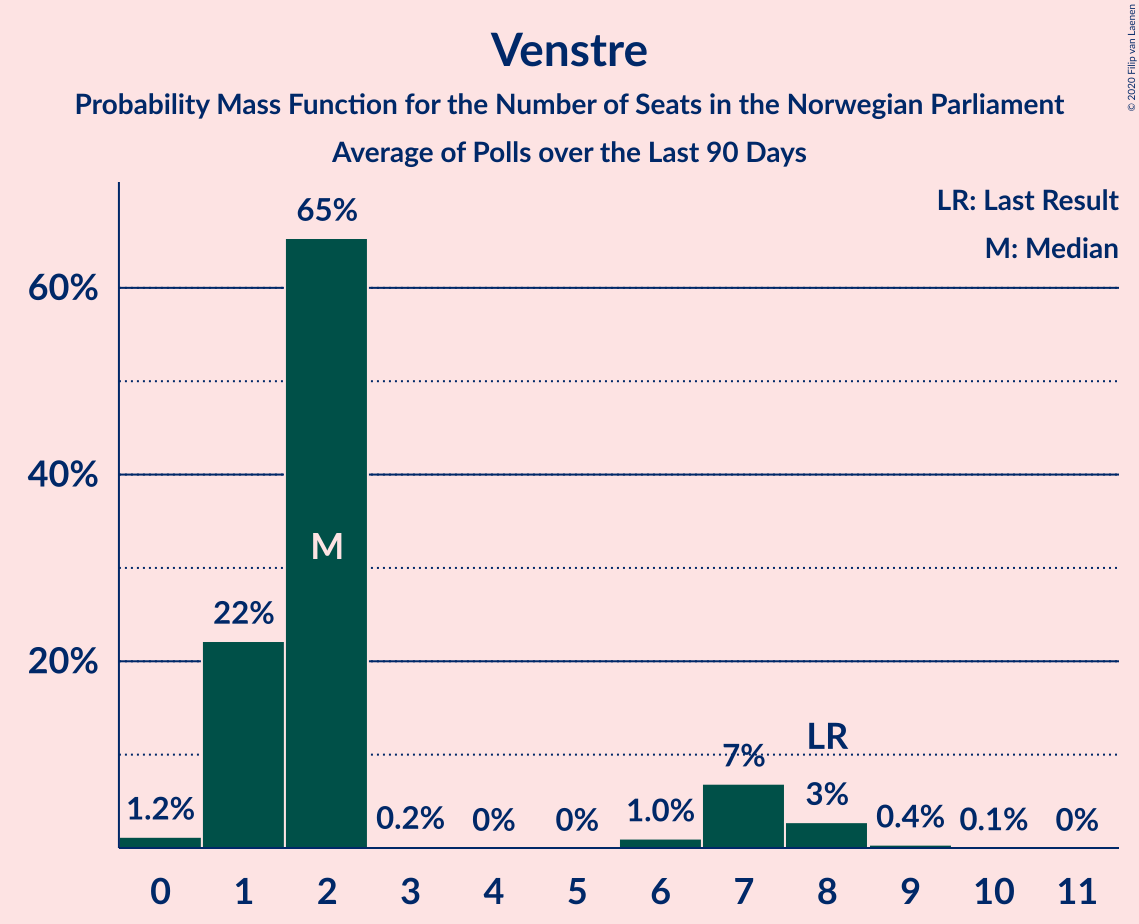 Venstre
Probability Mass Function for the Number of Seats in the Norwegian Parliament
Average of Polls over the Last 90 Days
© 2020 Filip van Laenen
LR: Last Result
M: Median
60%
40%
20%
1.2%
22%
65%
M
0.2%
0%
0%
1.0%
7%
LR
3%
0.4%
0.1%
0%
0 1 2 3 4 5 6 7 8 9 10 11